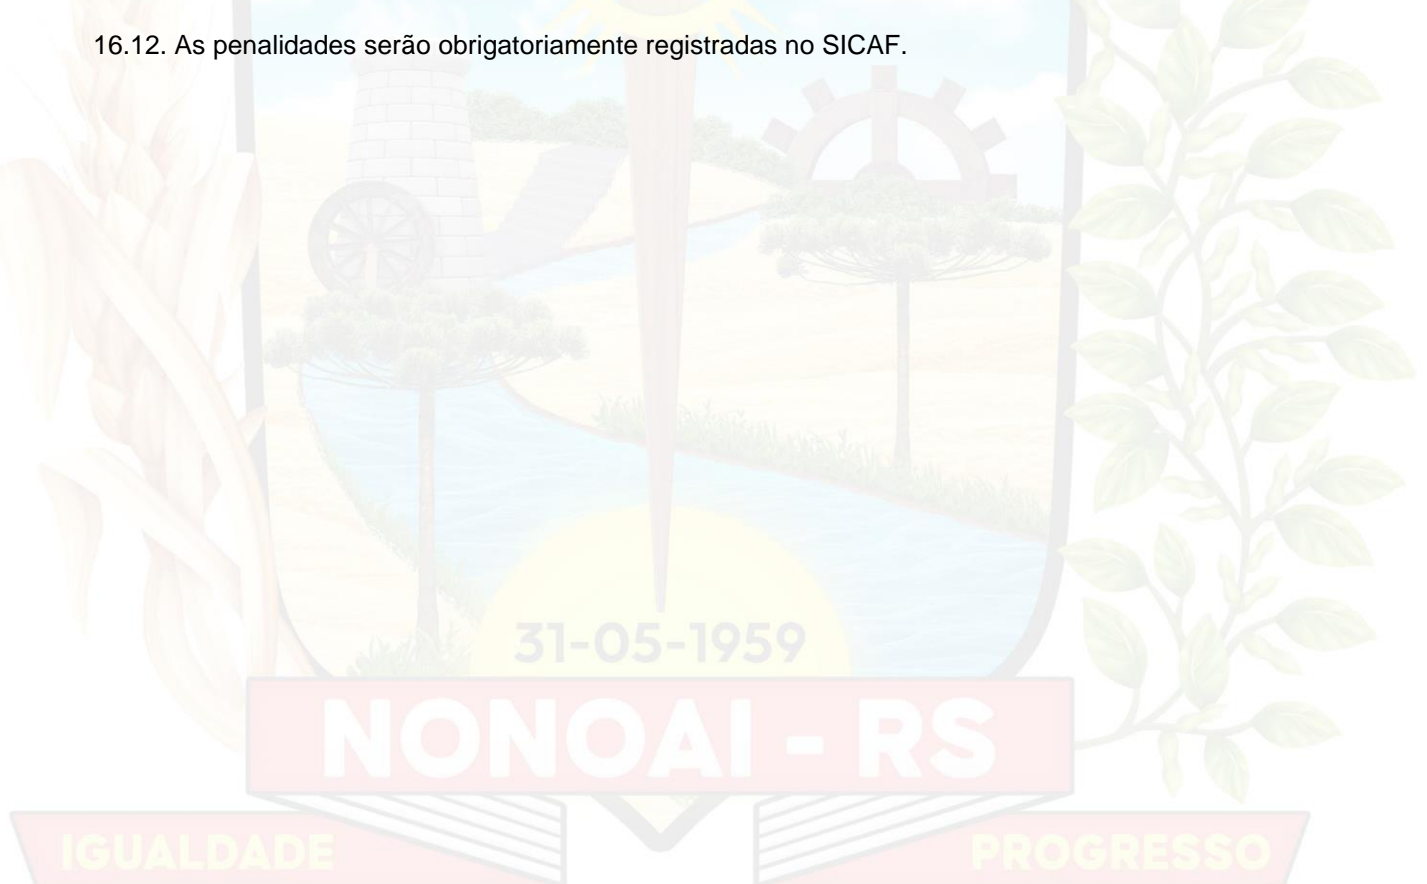 16.12. As penalidades serão obrigatoriamente registradas no SICAF.
31-05-1959
NONOAI - RS
IGUALDADE
PROGRESSO